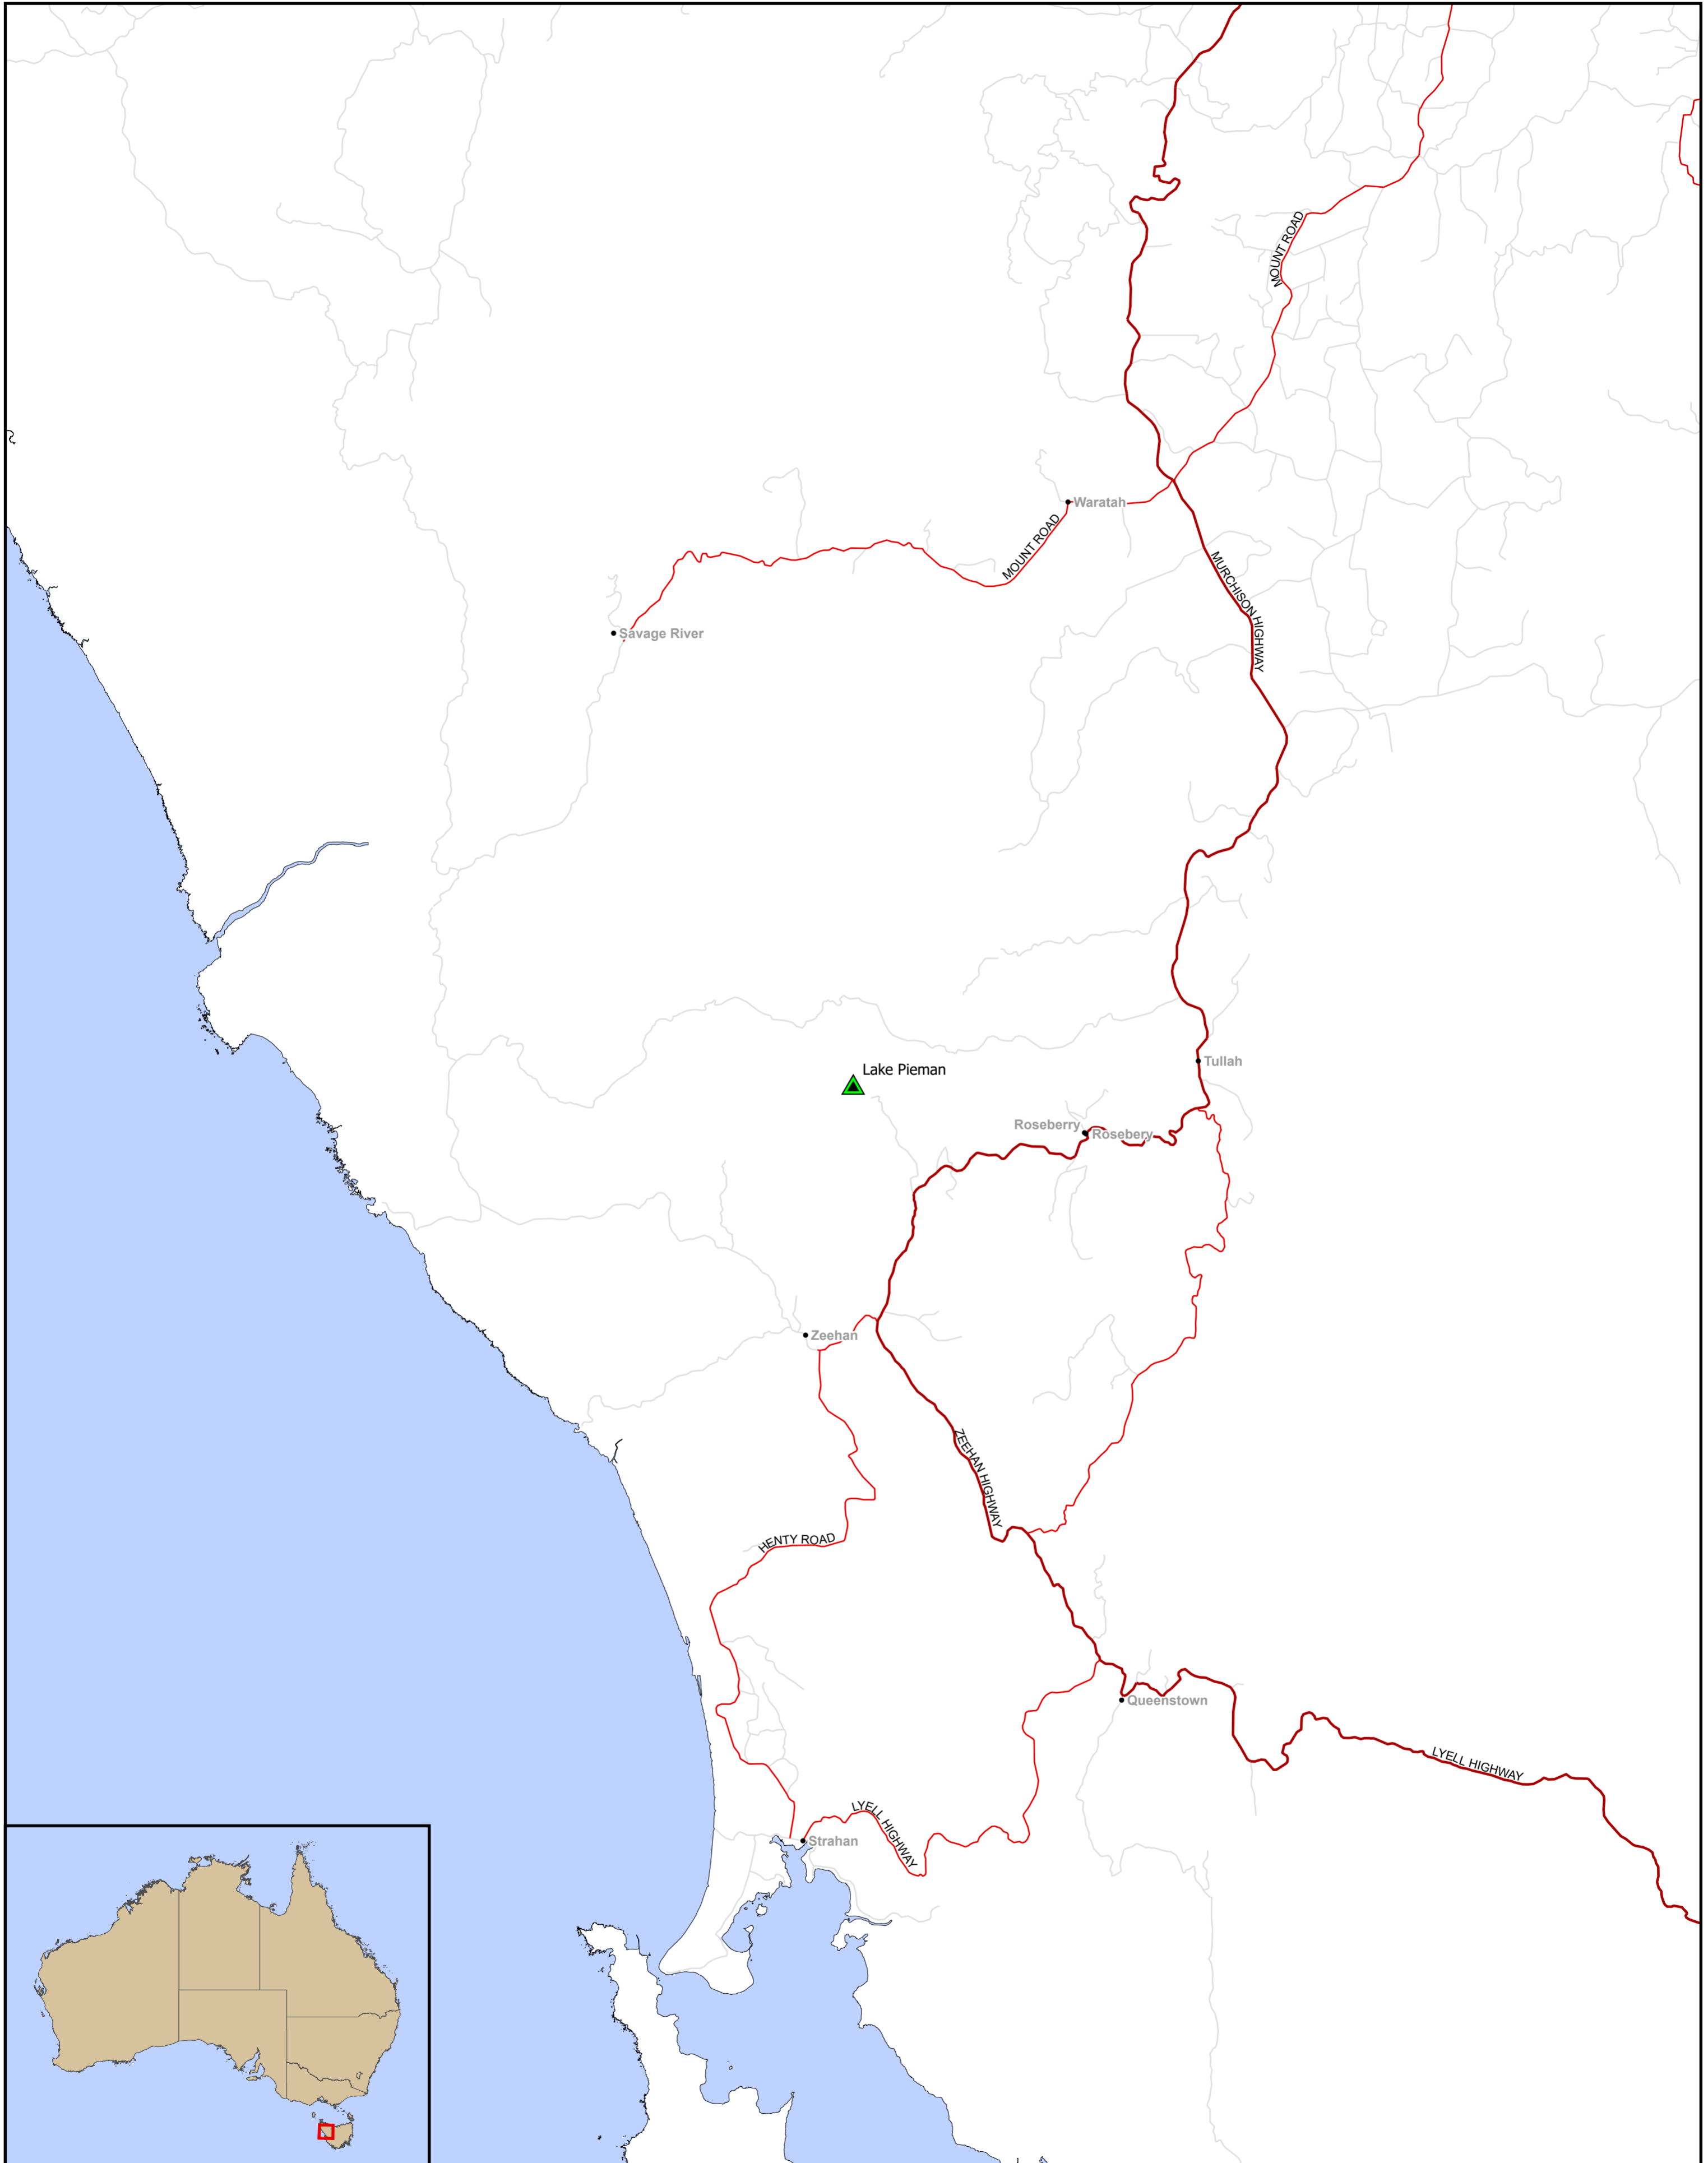 MOUNT ROAD
Waratah
MOUNT ROAD
MURCHISON HIGHWAY
Savage River
Tullah
Lake Pieman
Roseberry
Rosebery
Zeehan
ZEEHAN HIGHWAY
HENTY ROAD
Queenstown
LYELL HIGHWAY
LYELL HIGHWAY
Strahan